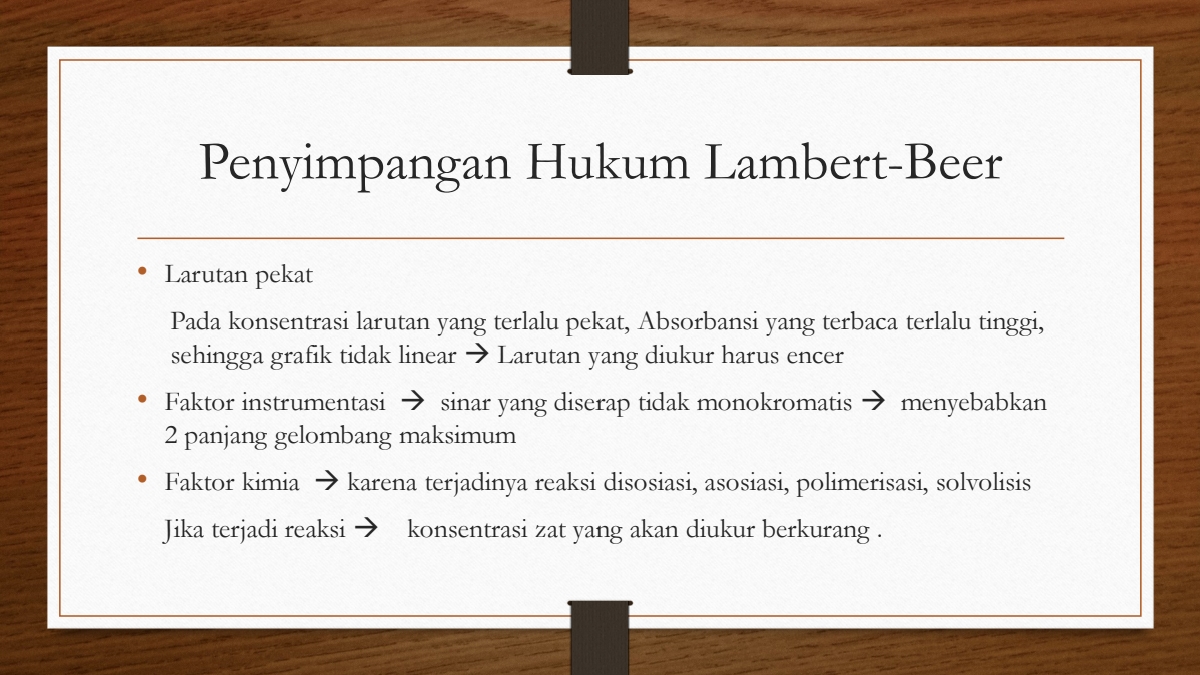 Penyimpangan Hukum Lambert-Beer
• Larutan pekat
Pada konsentrasi larutan yang terlalu pekat, Absorbansi yang terbaca terlalu tinggi,
sehingga grafik tidak linear → Larutan yang diukur harus encer
• Faktor instrumentasi → sinar yang diserap tidak monokromatis → menyebabkan
2 panjang gelombang maksimum
• Faktor kimia → karena terjadinya reaksi disosiasi, asosiasi, polimerisasi, solvolisis
Jika terjadi reaksi → konsentrasi zat yang akan diukur berkurang .